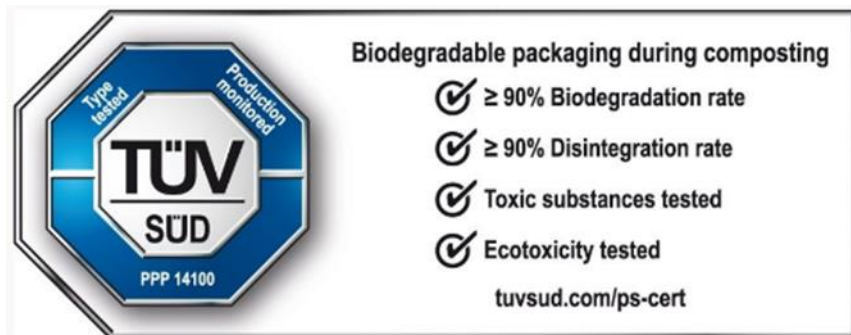 Type
tested
Production
monitored
TÜV
SÜD
PPP 14100
Biodegradable packaging during composting
≥ 90% Biodegradation rate
≥ 90% Disintegration rate
Toxic substances tested
Ecotoxicity tested
tuvsud.com/ps-cert